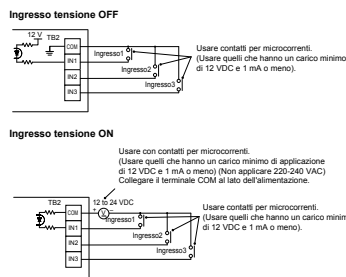 Ingresso tensione OFF
12 V
TB2
COM
IN1
IN2
IN3
Ingresso1
Ingresso2
Ingresso3
Usare contatti per microcorrenti.
(Usare quelli che hanno un carico minimo
di 12 VDC e 1 mA o meno).
Ingresso tensione ON
Usare con contatti per microcorrenti.
(Usare quelli che hanno un carico minimo di applicazione
di 12 VDC e 1 mA o meno) (Non applicare 220-240 VAC)
Collegare il terminale COM al lato dell'alimentazione.
TB2
12 to 24 VDC
+
V
COM
IN1
IN2
IN3
Ingresso1
Ingresso2
Ingresso3
Usare contatti per microcorrenti.
(Usare quelli che hanno un carico minim
di 12 VDC e 1 mA o meno).